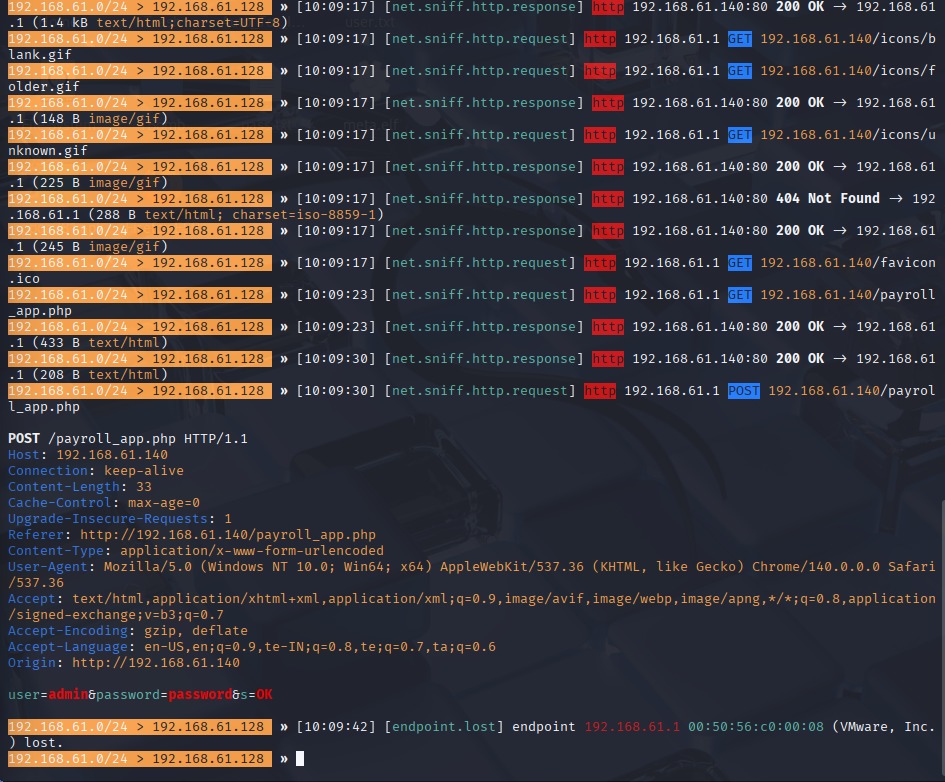 192.168.61.0/24 > 192.168.61.128 » [10:09:17] [net.sniff.http.response] http 192.168.61.140:80 200 OK → 192.168.61
.1 (1.4 kB text/html;charset=UTF-8)
192.168.61.0/24 > 192.168.61.128 » [10:09:17] [net.sniff.http.request] http 192.168.61.1 GET 192.168.61.140/icons/b
lank.gif
192.168.61.0/24 > 192.168.61.128 » [10:09:17] [net.sniff.http.request] http 192.168.61.1 GET 192.168.61.140/icons/f
older.gif
192.168.61.0/24 > 192.168.61.128 » [10:09:17] [net.sniff.http.response] http 192.168.61.140:80 200 OK → 192.168.61
.1 (148 B image/gif)
192.168.61.0/24 > 192.168.61.128 » [10:09:17] [net.sniff.http.request] http 192.168.61.1 GET 192.168.61.140/icons/u
nknown.gif
192.168.61.0/24 > 192.168.61.128 » [10:09:17] [net.sniff.http.response] http 192.168.61.140:80 200 OK → 192.168.61
.1 (225 B image/gif)
192.168.61.0/24 > 192.168.61.128 » [10:09:17] [net.sniff.http.response] http 192.168.61.140:80 404 Not Found → 192
.168.61.1 (288 B text/html; charset=iso-8859-1)
192.168.61.0/24 > 192.168.61.128 » [10:09:17] [net.sniff.http.response] http 192.168.61.140:80 200 OK → 192.168.61
.1 (245 B image/gif)
192.168.61.0/24 > 192.168.61.128 » [10:09:17] [net.sniff.http.request] http 192.168.61.1 GET 192.168.61.140/favicon
.ico
192.168.61.0/24 > 192.168.61.128 » [10:09:23] [net.sniff.http.request] http 192.168.61.1 GET 192.168.61.140/payroll
_app.php
192.168.61.0/24 > 192.168.61.128 » [10:09:23] [net.sniff.http.response] http 192.168.61.140:80 200 OK → 192.168.61
.1 (433 B text/html)
192.168.61.0/24 > 192.168.61.128 » [10:09:30] [net.sniff.http.response] http 192.168.61.140:80 200 OK → 192.168.61
.1 (208 B text/html)
192.168.61.0/24 > 192.168.61.128 » [10:09:30] [net.sniff.http.request] http 192.168.61.1 POST 192.168.61.140/payrol
l_app.php
POST /payroll_app.php HTTP/1.1
Host: 192.168.61.140
Connection: keep-alive
Content-Length: 33
Cache-Control: max-age=0
Upgrade-Insecure-Requests: 1
Referer: http://192.168.61.140/payroll_app.php
Content-Type: application/x-www-form-urlencoded
User-Agent: Mozilla/5.0 (Windows NT 10.0; Win64; x64) AppleWebKit/537.36 (KHTML, like Gecko) Chrome/140.0.0.0 Safari
/537.36
Accept: text/html,application/xhtml+xml,application/xml;q=0.9,image/avif,image/webp,image/apng,*/*;q=0.8,application
/signed-exchange;v=b3;q=0.7
Accept-Encoding: gzip, deflate
Accept-Language: en-US,en;q=0.9,te-IN;q=0.8,te;q=0.7,ta;q=0.6
Origin: http://192.168.61.140
user=admin&password=password&s=OK
192.168.61.0/24 > 192.168.61.128 » [10:09:42] [endpoint.lost] endpoint 192.168.61.1 00:50:56:c0:00:08 (VMware, Inc.
) lost.
192.168.61.0/24 > 192.168.61.128 »